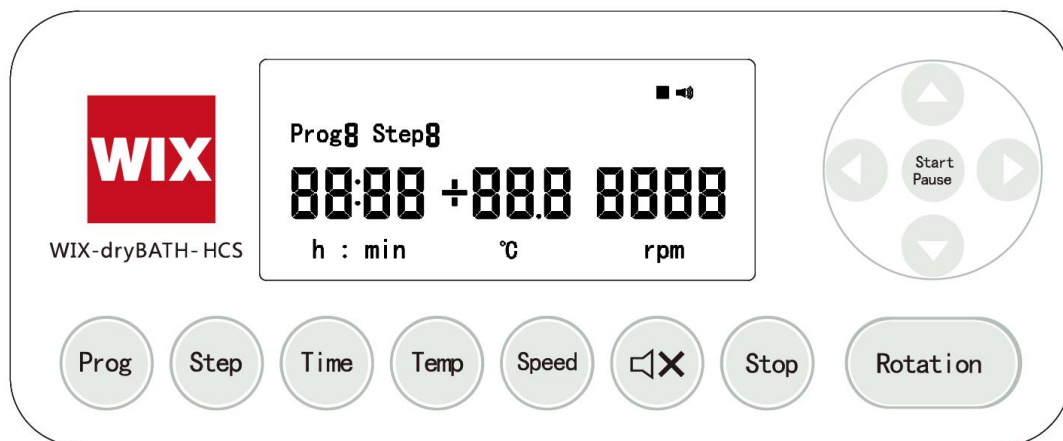 WIX
WIX-dryBATH-HCS
Prog8 Step8
88:88 ÷88.8 8888
h : min ℃ rpm
Start
Pause
Prog Step Time Temp Speed Stop Rotation